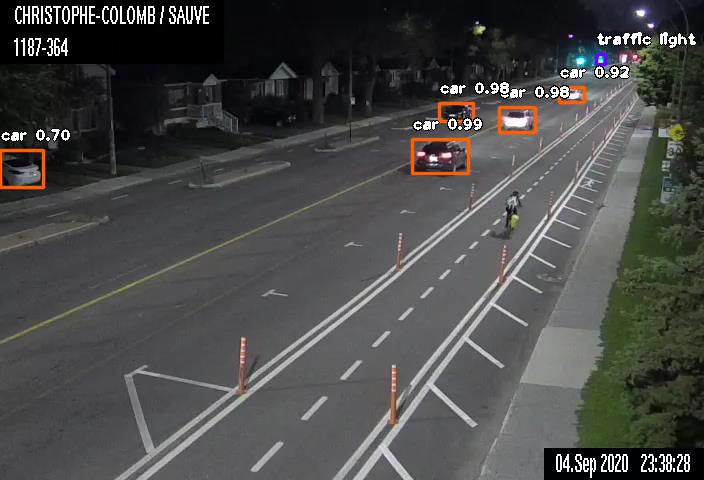 CHRISTOPHE-COLOMB / SAUVE
1187-364
traffic light
car 0.92
car 0.98
car 0.98
car 0.99
car 0.70
04.Sep 2020 23:38:28